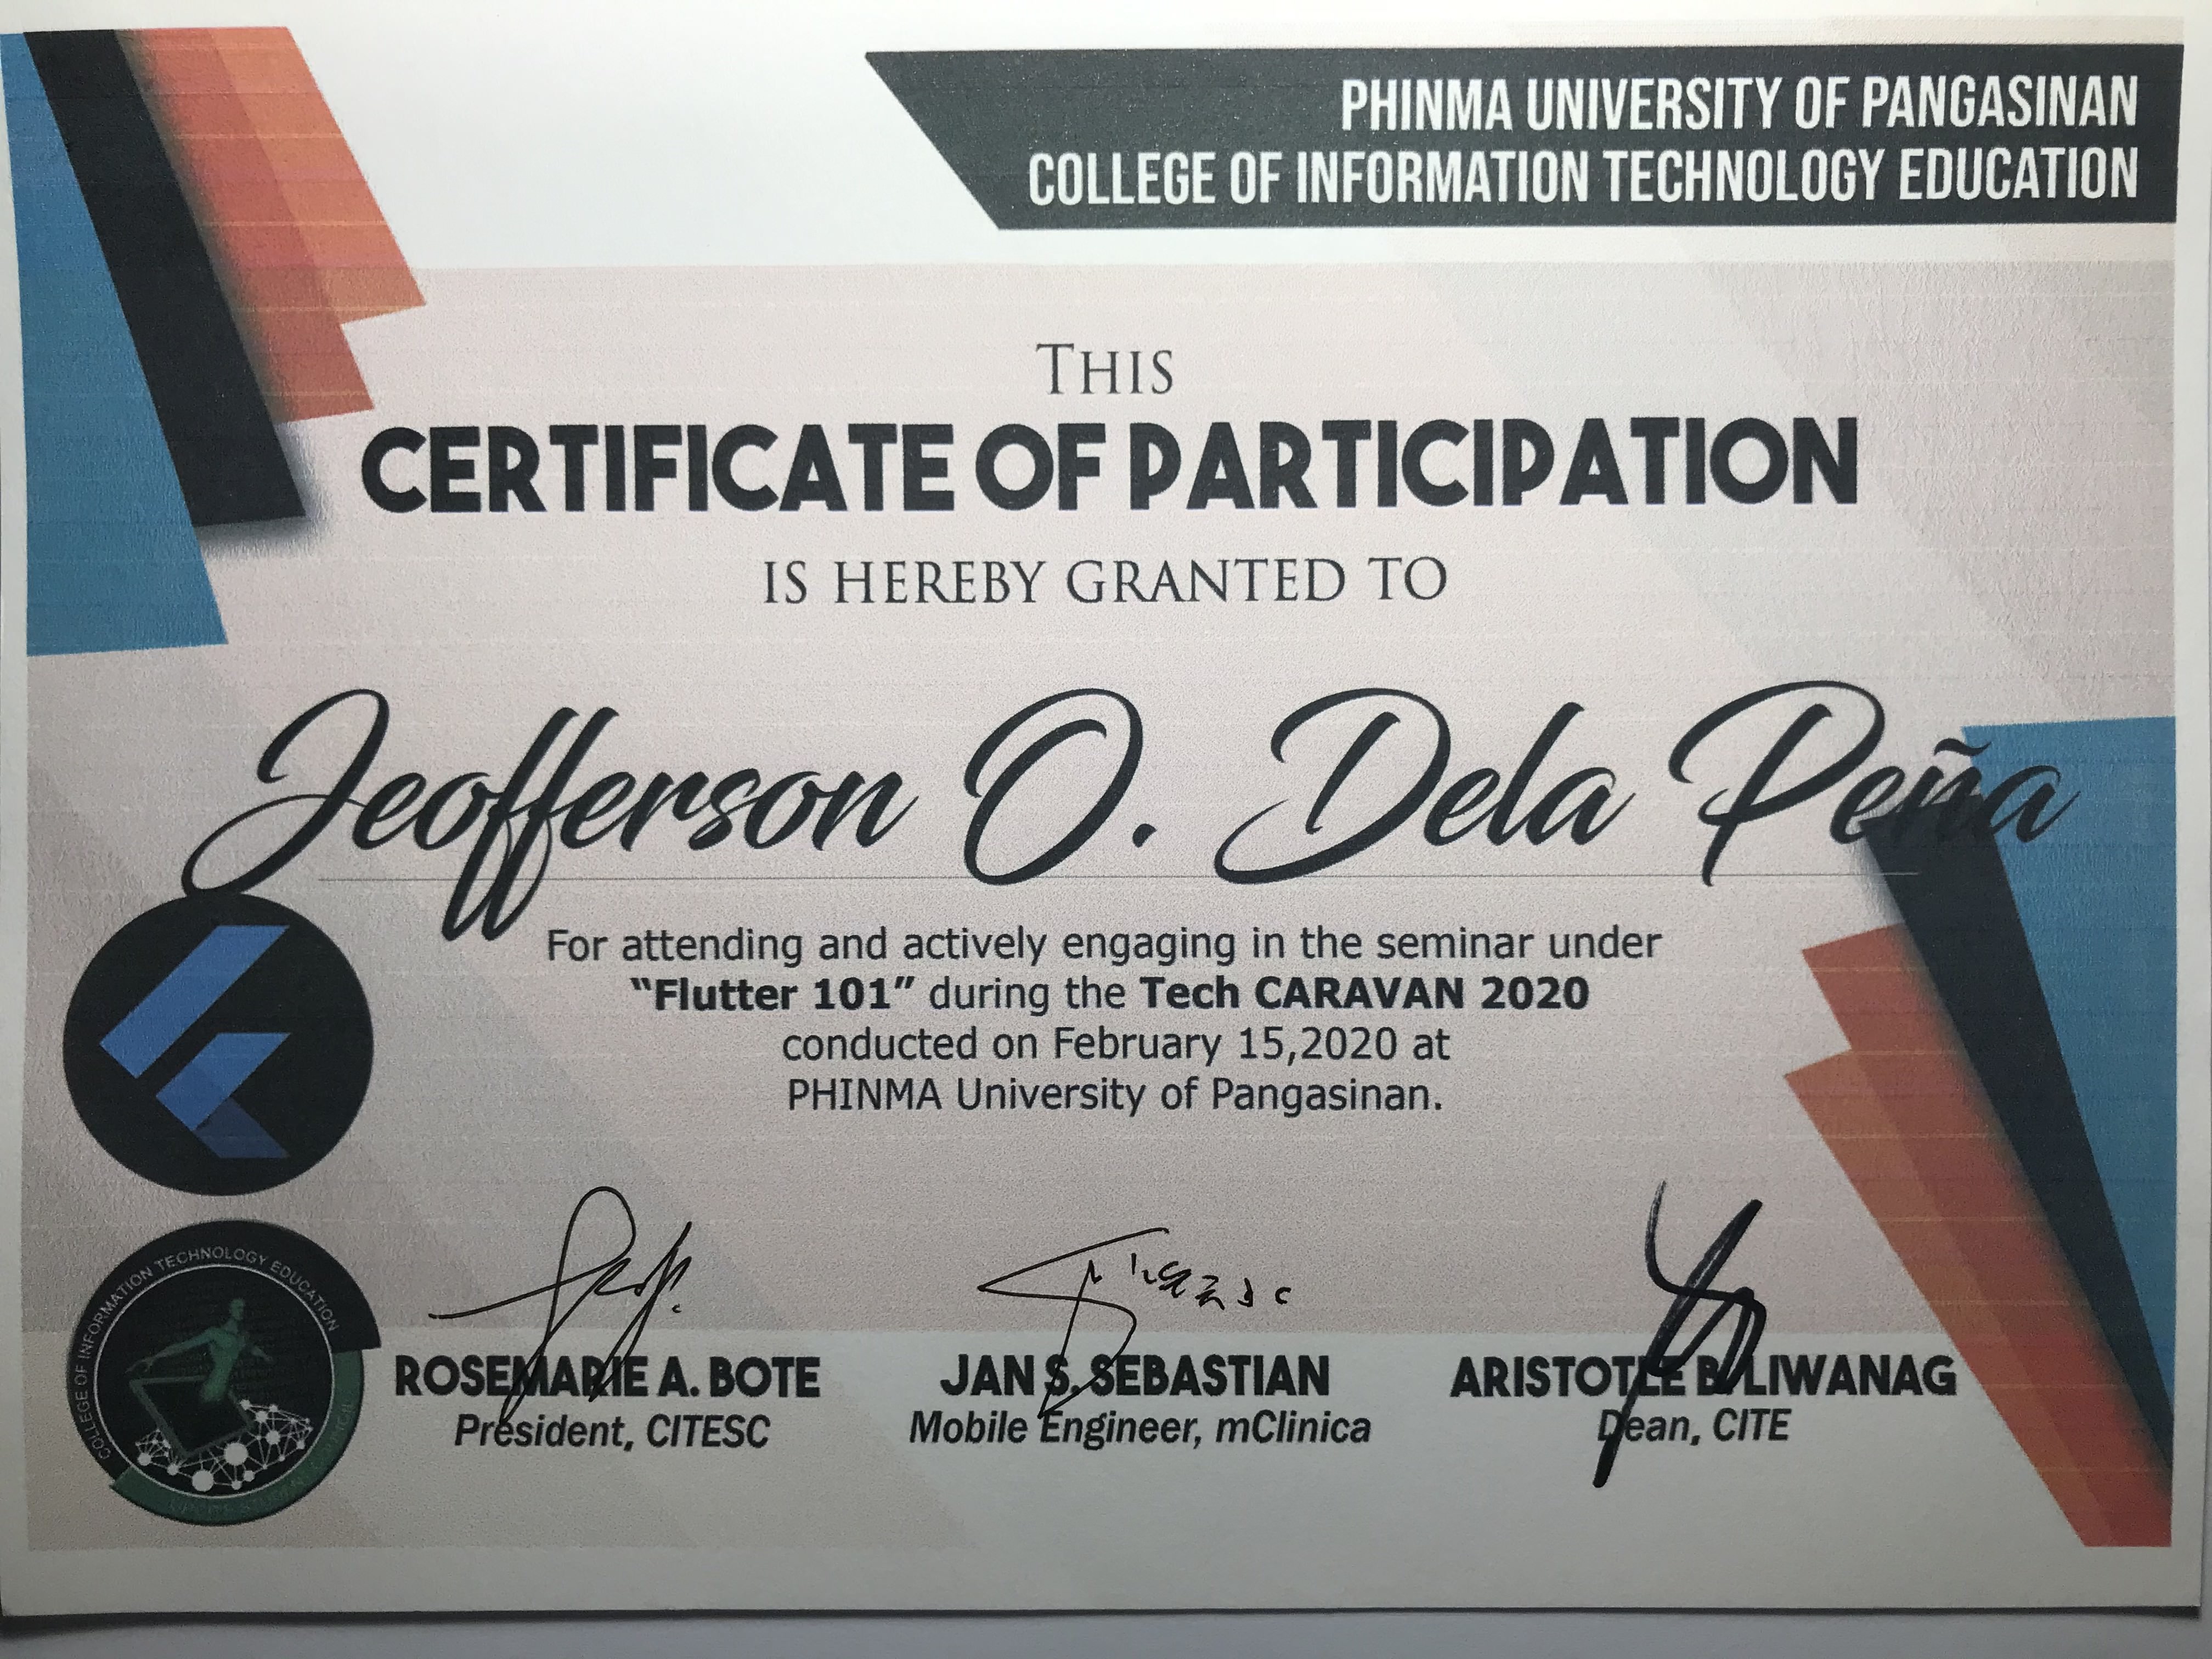 PHINMA UNIVERSITY OF PANGASINAN
COLLEGE OF INFORMATION TECHNOLOGY EDUCATION
THIS
CERTIFICATE OF PARTICIPATION
IS HEREBY GRANTED TO
Jeofferson O. Dela Peña
For attending and actively engaging in the seminar under
“Flutter 101” during the Tech CARAVAN 2020
conducted on February 15,2020 at
PHINMA University of Pangasinan.
COLLEGE OF INFORMATION TECHNOLOGY EDUCATION
STUDENT COUNCIL
ROSEMARIE A. BOTE
President, CITESC
JAN S. SEBASTIAN
Mobile Engineer, mClinica
ARISTOTLE B. LIWANAG
Dean, CITE